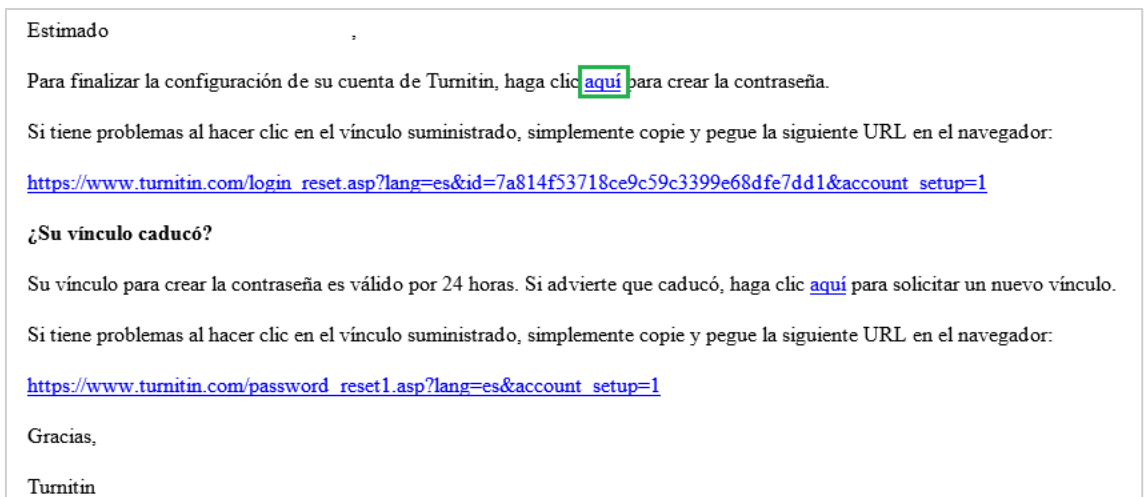 Estimado ,
Para finalizar la configuración de su cuenta de Turnitin, haga clic aquí para crear la contraseña.
Si tiene problemas al hacer clic en el vínculo suministrado, simplemente copie y pegue la siguiente URL en el navegador:
https://www.turnitin.com/login_reset.asp?lang=es&id=7a814f53718ce9c59c3399e68dfe7dd1&account_setup=1
¿Su vínculo caducó?
Su vínculo para crear la contraseña es válido por 24 horas. Si advierte que caducó, haga clic aquí para solicitar un nuevo vínculo.
Si tiene problemas al hacer clic en el vínculo suministrado, simplemente copie y pegue la siguiente URL en el navegador:
https://www.turnitin.com/password_reset1.asp?lang=es&account_setup=1
Gracias,
Turnitin